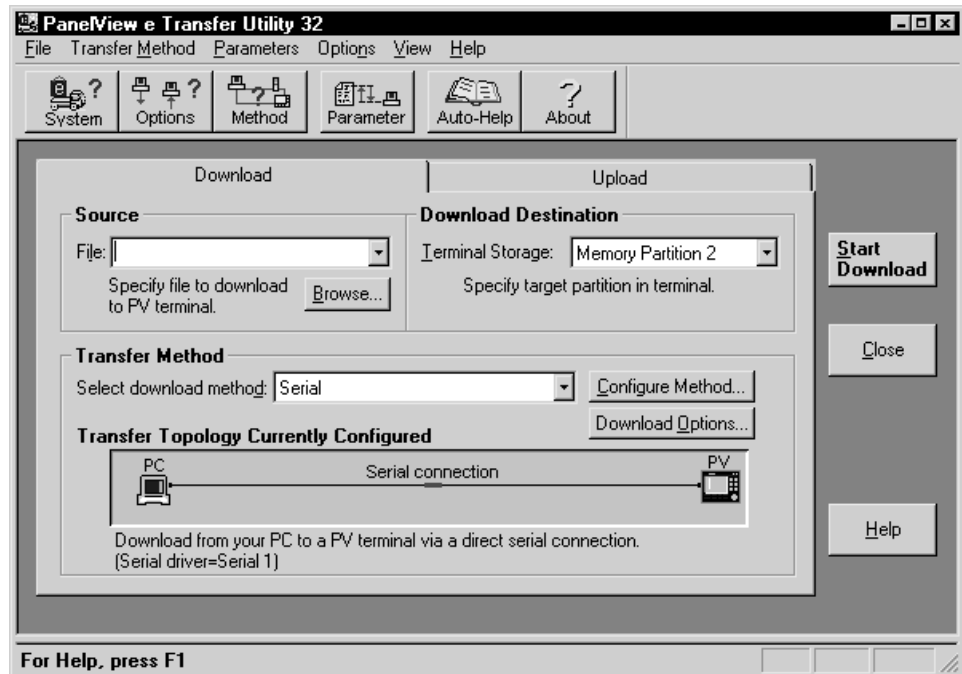 PanelView e Transfer Utility 32
File Transfer Method Parameters Options View Help
System Options Method Parameter Auto-Help About
Download Upload
Source
File:
Specify file to download
to PV terminal.
Browse...
Download Destination
Terminal Storage: Memory Partition 2
Specify target partition in terminal.
Start
Download
Close
Transfer Method
Select download method: Serial
Configure Method...
Download Options...
Transfer Topology Currently Configured
PC Serial connection PV
Download from your PC to a PV terminal via a direct serial connection.
(Serial driver=Serial 1)
Help
For Help, press F1